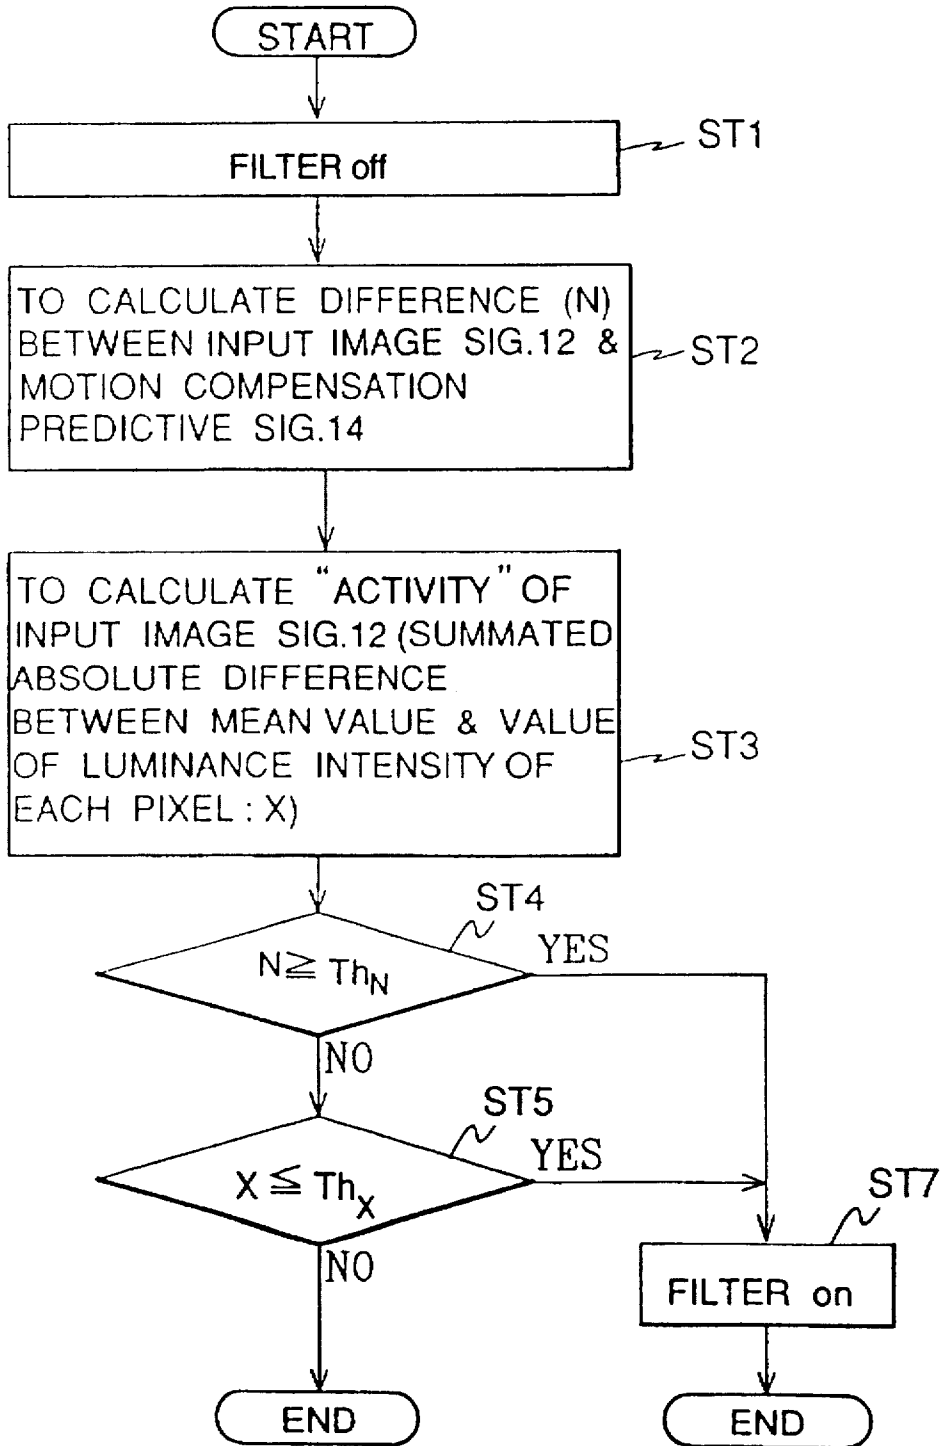 START
FILTER off
ST1
TO CALCULATE DIFFERENCE (N)
BETWEEN INPUT IMAGE SIG.12 &
MOTION COMPENSATION
PREDICTIVE SIG.14
ST2
TO CALCULATE "ACTIVITY" OF
INPUT IMAGE SIG.12 (SUMMATED
ABSOLUTE DIFFERENCE
BETWEEN MEAN VALUE & VALUE
OF LUMINANCE INTENSITY OF
EACH PIXEL : X)
ST3
ST4
N ≧ ThN
YES
NO
ST5
X ≦ ThX
YES
NO
ST7
FILTER on
END
END